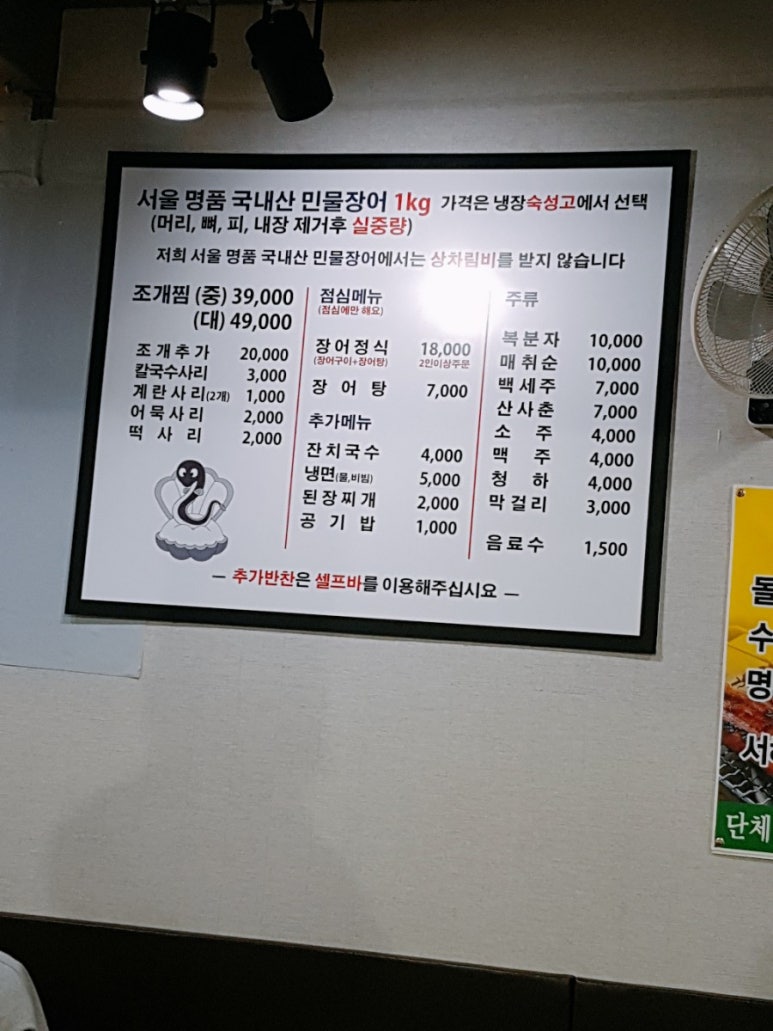 서울 명품 국내산 민물장어 1kg 가격은 냉장숙성고에서 선택
(머리, 뼈, 피, 내장 제거후 실중량)
저희 서울 명품 국내산 민물장어에서는 상차림비를 받지 않습니다
조개찜 (중) 39,000
(대) 49,000
조개추가 20,000
칼국수사리 3,000
계란사리(2개) 1,000
어묵사리 2,000
떡사리 2,000
점심메뉴
(점심에만 해요)
장어정식 18,000
(장어구이+장어탕) 2인이상주문
장어탕 7,000
추가메뉴
잔치국수 4,000
냉면(물,비빔) 5,000
된장찌개 2,000
공기밥 1,000
주류
복분자 10,000
매취순 10,000
백세주 7,000
산사춘 7,000
소주 4,000
맥주 4,000
청하 4,000
막걸리 3,000
음료수 1,500
— 추가반찬은 셀프바를 이용해주십시요 —
돌
수
명
서
단체